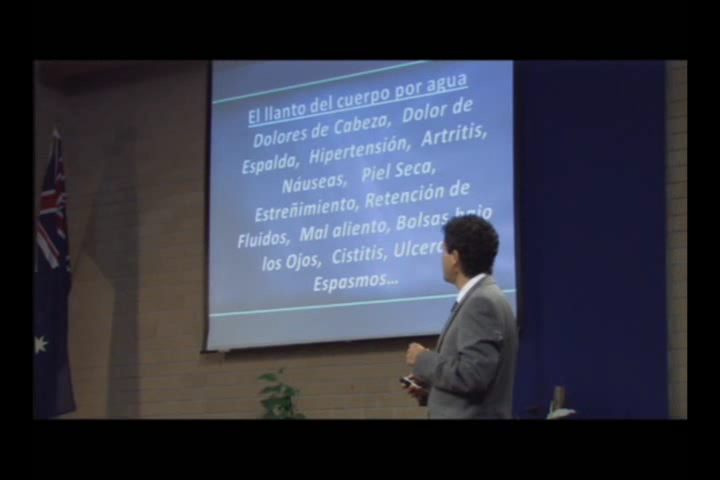 El llanto del cuerpo por agua
Dolores de Cabeza, Dolor de
Espalda, Hipertensión, Artritis,
Náuseas, Piel Seca,
Estreñimiento, Retención de
Fluidos, Mal aliento, Bolsas bajo
los Ojos, Cistitis,
Espasmos...